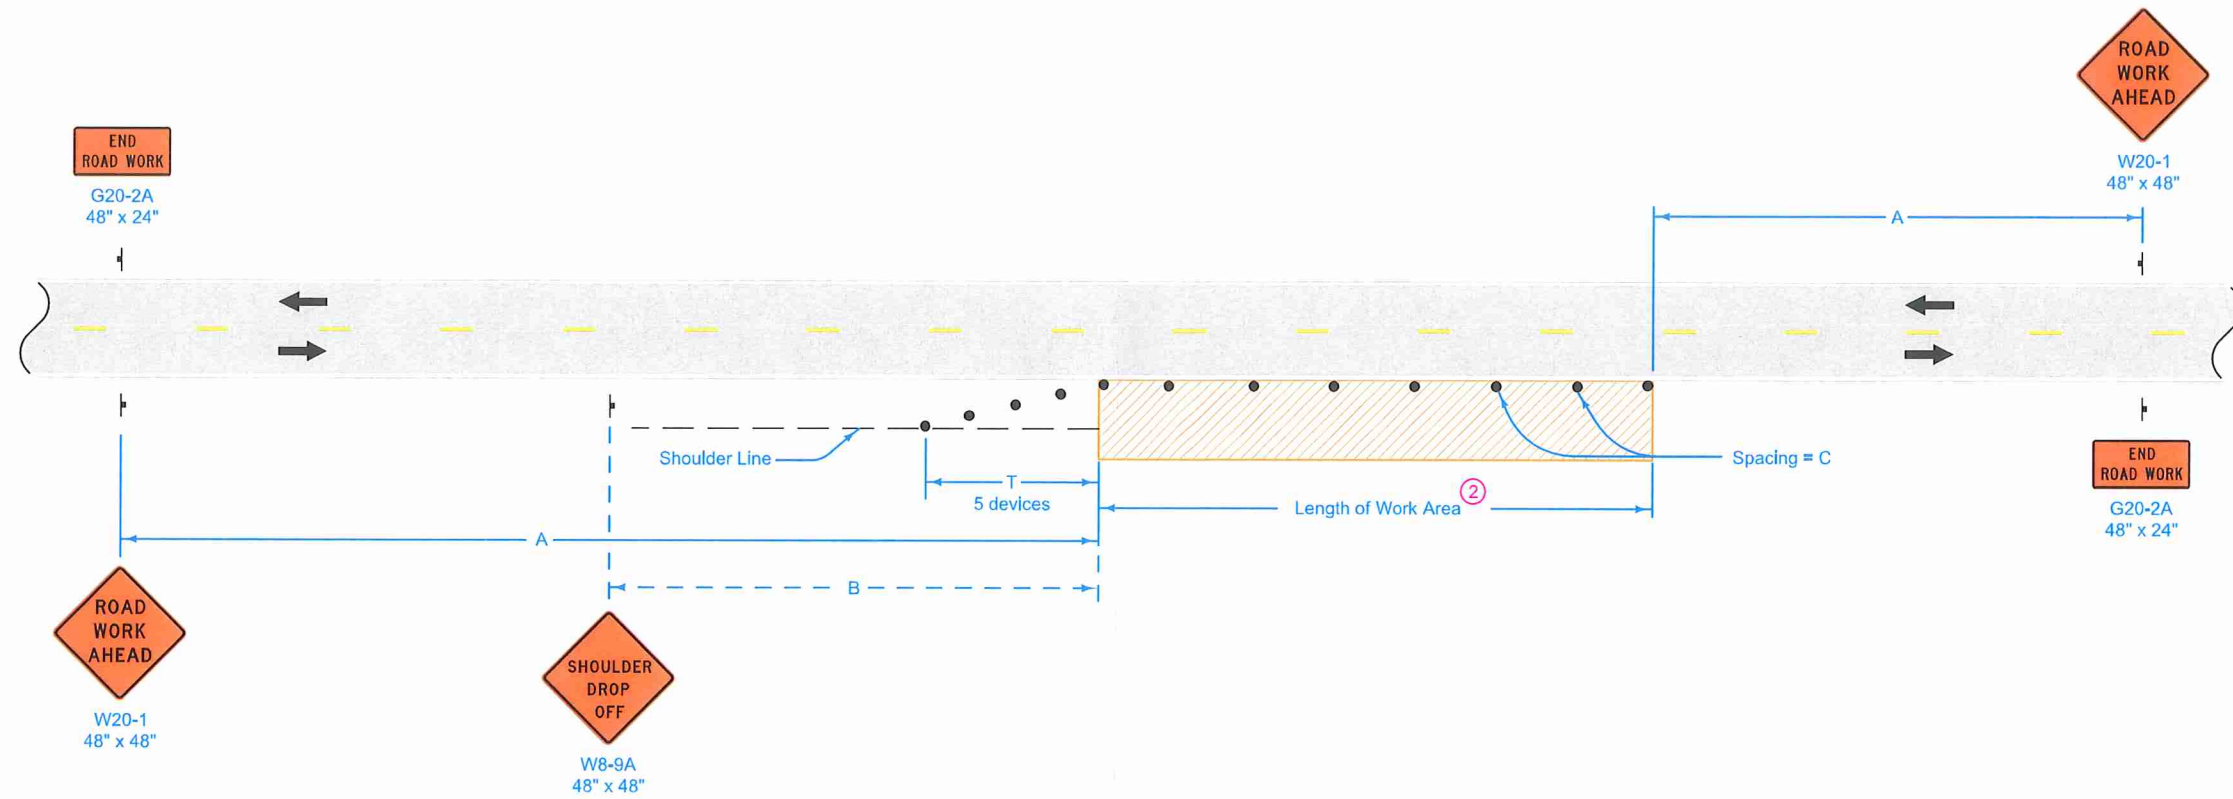 ROAD
WORK
AHEAD
W20-1
48" x 48"
END
ROAD WORK
G20-2A
48" x 24"
A
Shoulder Line
T
5 devices
Spacing = C
Length of Work Area
2
END
ROAD WORK
G20-2A
48" x 24"
A
B
ROAD
WORK
AHEAD
W20-1
48" x 48"
SHOULDER
DROP
OFF
W8-9A
48" x 48"